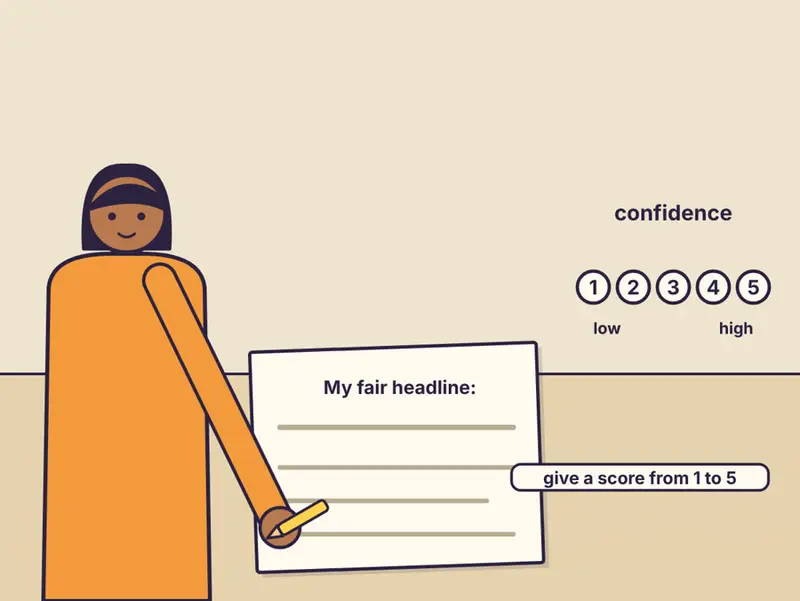 confidence
1 2 3 4 5
low high
My fair headline:
give a score from 1 to 5